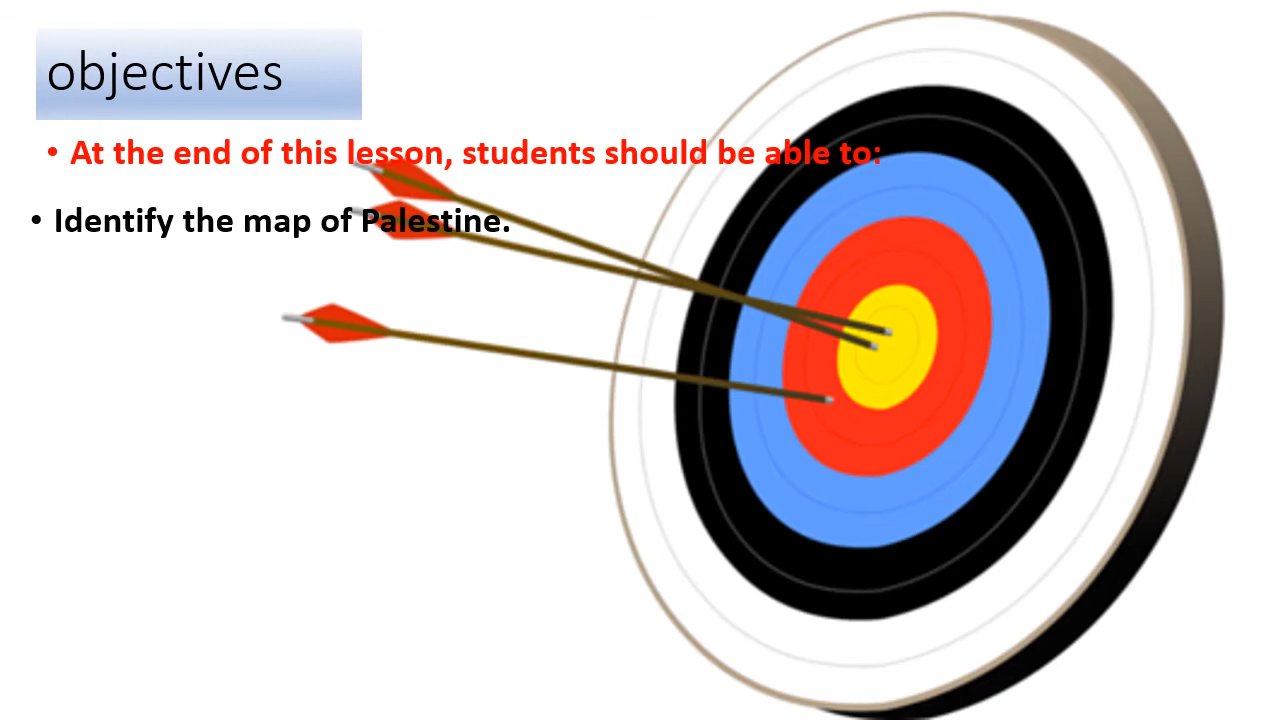 objectives
• At the end of this lesson, students should be able to:
• Identify the map of Palestine.